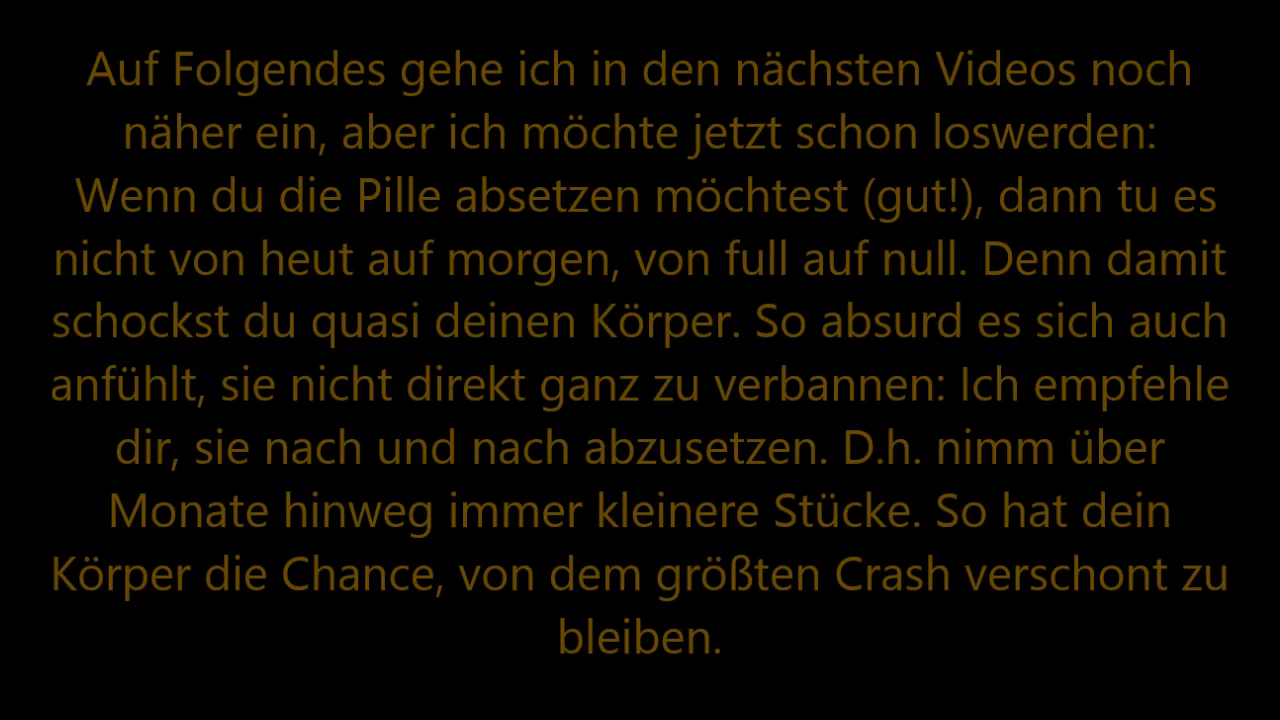 Auf Folgendes gehe ich in den nächsten Videos noch
näher ein, aber ich möchte jetzt schon loswerden:
Wenn du die Pille absetzen möchtest (gut!), dann tu es
nicht von heut auf morgen, von full auf null. Denn damit
schockst du quasi deinen Körper. So absurd es sich auch
anfühlt, sie nicht direkt ganz zu verbannen: Ich empfehle
dir, sie nach und nach abzusetzen. D.h. nimm über
Monate hinweg immer kleinere Stücke. So hat dein
Körper die Chance, von dem größten Crash verschont zu
bleiben.